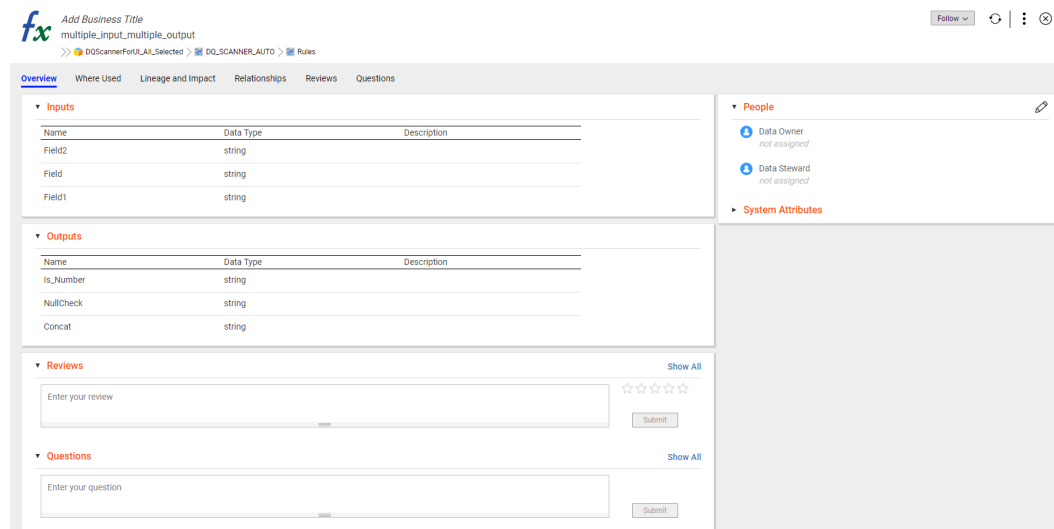 fx
Add Business Title
multiple_input_multiple_output
DQScannerForUI_All_Selected > DQ_SCANNER_AUTO > Rules
Follow
Overview Where Used Lineage and Impact Relationships Reviews Questions
Inputs
Name Data Type Description
Field2 string
Field string
Field1 string
Outputs
Name Data Type Description
Is_Number string
NullCheck string
Concat string
Reviews Show All
Enter your review
Submit
Questions Show All
Enter your question
Submit
People
Data Owner
not assigned
Data Steward
not assigned
System Attributes